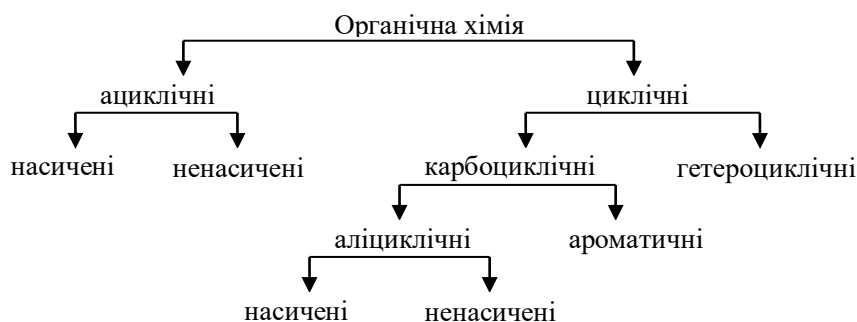 Органічна хімія
ациклічні циклічні
насичені ненасичені карбоциклічні гетероциклічні
аліциклічні ароматичні
насичені ненасичені